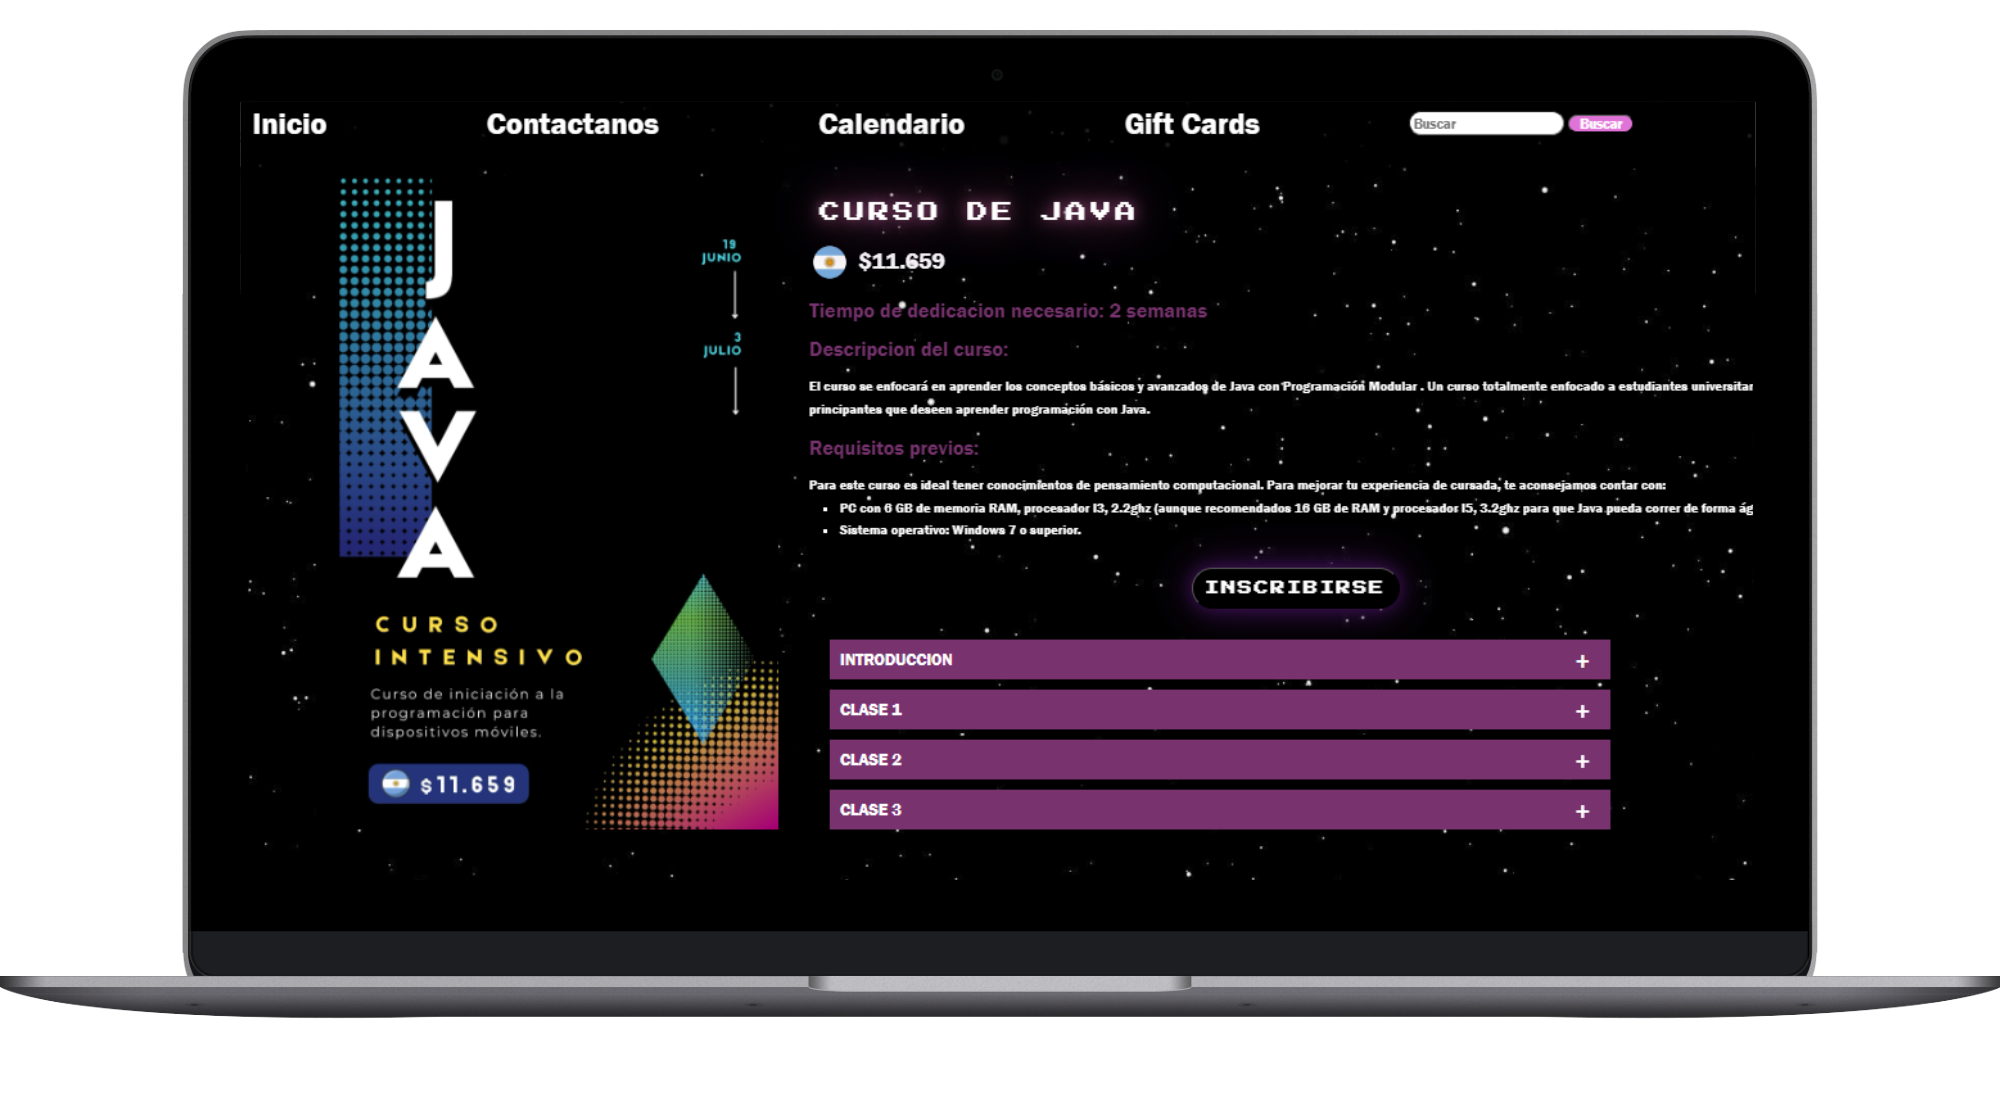 Inicio Contactanos Calendario Gift Cards Buscar Buscar
JAVA
19
JUNIO
3
JULIO
CURSO
INTENSIVO
Curso de iniciación a la
programación para
dispositivos móviles.
$11.659
CURSO DE JAVA
$11.659
Tiempo de dedicacion necesario: 2 semanas
Descripcion del curso:
El curso se enfocará en aprender los conceptos básicos y avanzados de Java con Programación Modular . Un curso totalmente enfocado a estudiantes
principantes que deseen aprender programación con Java.
Requisitos previos:
Para este curso es ideal tener conocimientos de pensamiento computacional. Para mejorar tu experiencia de cursada, te aconsejamos contar con:
PC con 6 GB de memoria RAM, procesador I3, 2.2ghz (aunque recomendados 16 GB de RAM y procesador I5, 3.2ghz para que Java pueda correr de forma
Sistema operativo: Windows 7 o superior.
INSCRIBIRSE
INTRODUCCION +
CLASE 1 +
CLASE 2 +
CLASE 3 +